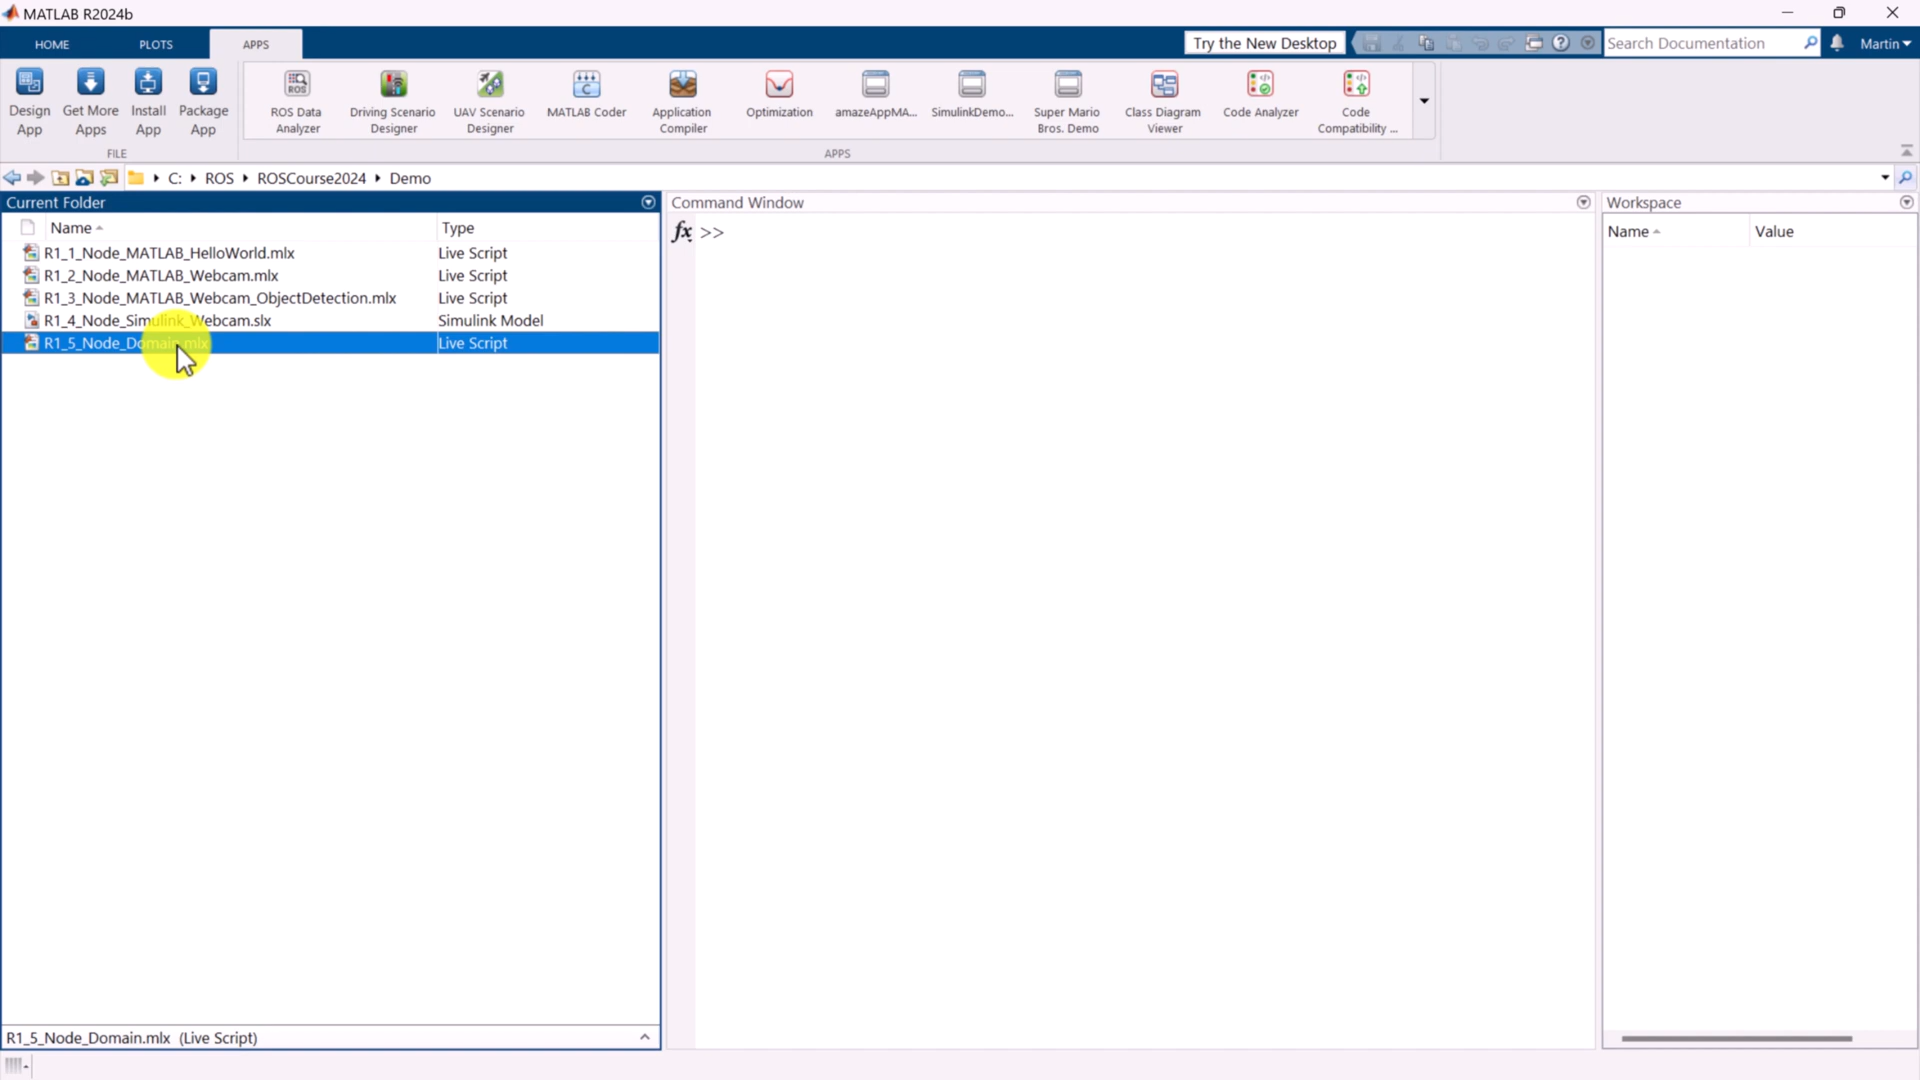 MATLAB R2024b
HOME PLOTS APPS Try the New Desktop Search Documentation Martin
Design App
Get More Apps
Install App
Package App
ROS Data Analyzer
Driving Scenario Designer
UAV Scenario Designer
MATLAB Coder
Application Compiler
Optimization
amazeAppMA...
SimulinkDemo...
Super Mario Bros. Demo
Class Diagram Viewer
Code Analyzer
Code Compatibility ...
FILE APPS
C: ROS ROSCourse2024 Demo
Current Folder
Name Type
R1_1_Node_MATLAB_HelloWorld.mlx Live Script
R1_2_Node_MATLAB_Webcam.mlx Live Script
R1_3_Node_MATLAB_Webcam_ObjectDetection.mlx Live Script
R1_4_Node_Simulink_Webcam.slx Simulink Model
R1_5_Node_Domain.mlx Live Script
R1_5_Node_Domain.mlx (Live Script)
Command Window
fx >>
Workspace
Name Value